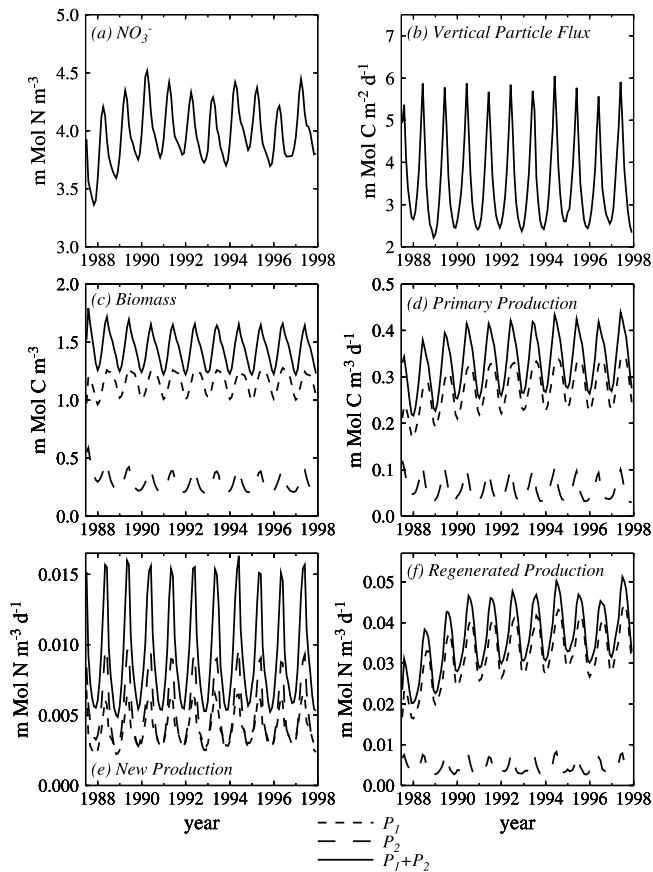 (a) NO3-
m Mol N m-3
5.0
4.5
4.0
3.5
3.0
1988 1990 1992 1994 1996 1998
(b) Vertical Particle Flux
m Mol C m-2 d-1
7
6
5
4
3
2
1988 1990 1992 1994 1996 1998
(c) Biomass
m Mol C m-3
2.0
1.5
1.0
0.5
0.0
1988 1990 1992 1994 1996 1998
(d) Primary Production
m Mol C m-3 d-1
0.5
0.4
0.3
0.2
0.1
0.0
1988 1990 1992 1994 1996 1998
(e) New Production
m Mol N m-3 d-1
0.015
0.010
0.005
0.000
1988 1990 1992 1994 1996 1998
year
(f) Regenerated Production
m Mol N m-3 d-1
0.05
0.04
0.03
0.02
0.01
0.00
1988 1990 1992 1994 1996 1998
year
P1
P2
P1+P2